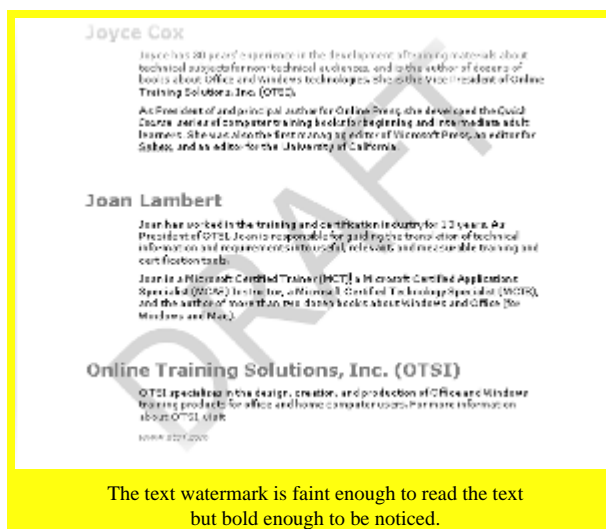 Joyce Cox
Joyce has 30 years' experience in the development of training materials about
technical subjects for non-technical audiences, and is the author of dozens of
books about Office and Windows technologies. She is the Vice President of Online
Training Solutions, Inc. (OTSI).
As President of and principal author for Online Press, she developed the Quick
Course series of computer training books for beginning and intermediate adult
learners. She was also the first managing editor of Microsoft Press, an editor for
Sybex, and an editor for the University of California.
Joan Lambert
Joan has worked in the training and certification industry for 13 years. As
President of OTSI, Joan is responsible for guiding the translation of technical
information and requirements into useful, relevant, and measurable training and
certification tools.
Joan is a Microsoft Certified Trainer (MCT), a Microsoft Certified Applications
Specialist (MCAS) Instructor, a Microsoft Certified Technology Specialist (MCTS),
and the author of more than two dozen books about Windows and Office (for
Windows and Mac).
Online Training Solutions, Inc. (OTSI)
OTSI specializes in the design, creation, and production of Office and Windows
training products for office and home computer users. For more information
about OTSI, visit
www.otsi.com
DRAFT
The text watermark is faint enough to read the text
but bold enough to be noticed.